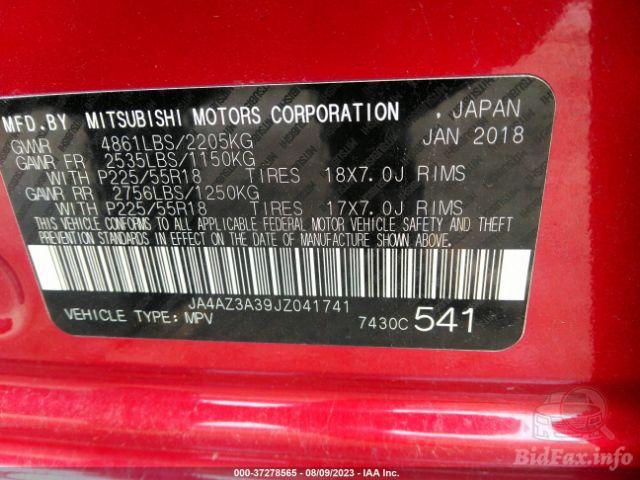 MFD.BY MITSUBISHI MOTORS CORPORATION , JAPAN
GVWR 4861LBS/2205KG JAN 2018
GAWR FR 2535LBS/1150KG
WITH P225/55R18 TIRES 18X7.0J RIMS
GAWR RR 2756LBS/1250KG
WITH P225/55R18 TIRES 17X7.0J RIMS
THIS VEHICLE CONFORMS TO ALL APPLICABLE FEDERAL MOTOR VEHICLE SAFETY AND THEFT
PREVENTION STANDARDS IN EFFECT ON THE DATE OF MANUFACTURE SHOWN ABOVE.
JA4AZ3A39JZ041741
VEHICLE TYPE: MPV 7430C 541
BidFax.info
000-37278565 — 08/09/2023 - IAA Inc.